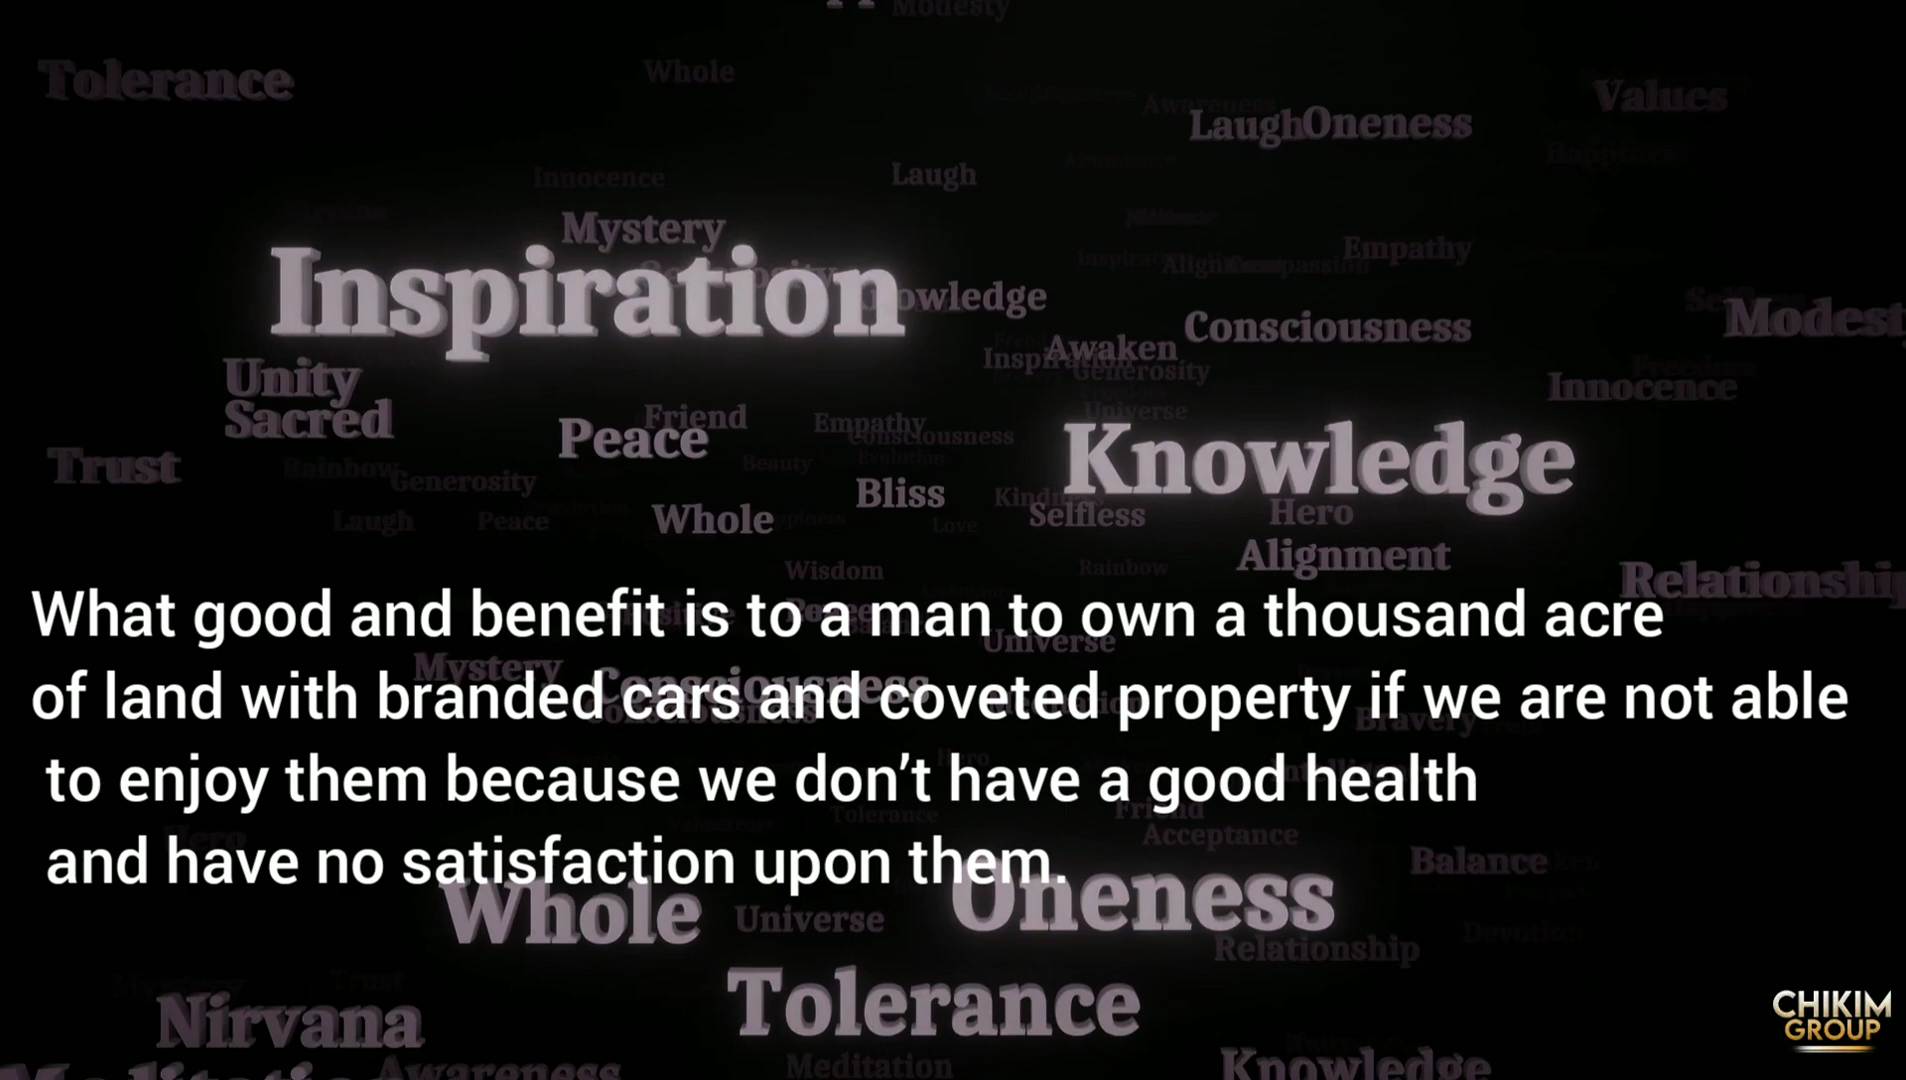 Modesty
Tolerance
Whole
Values
Awareness
Laugh Oneness
Happiness
Innocence
Laugh
Mystery
Empathy
Inspiration
Knowledge
Alignment
Compassion
Consciousness
Awaken
Inspiration
Generosity
Unity
Innocence
Sacred
Friend
Empathy
Universe
Peace
Consciousness
Knowledge
Trust
Rainbow
Generosity
Beauty
Evolution
Bliss
Selfless
Hero
Laugh
Peace
Whole
Love
Alignment
Wisdom
Rainbow
Relationship
What good and benefit is to a man to own a thousand acre
Universe
Mystery
Consciousness
of land with branded cars and coveted property if we are not able
Bravery
to enjoy them because we don’t have a good health
Tolerance
Friend
Acceptance
and have no satisfaction upon them.
Balance
Whole
Universe
Oneness
Relationship
Devotion
Trust
Nirvana
Tolerance
CHIKIM
GROUP
Awareness
Meditation
Knowledge